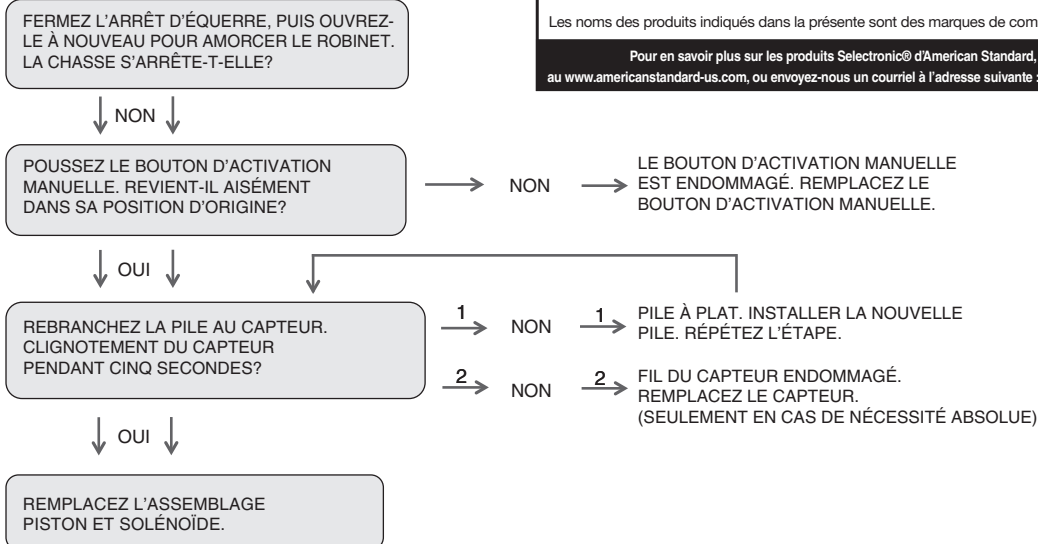 FERMEZ L'ARRÊT D'ÉQUERRE, PUIS OUVREZ-
LE À NOUVEAU POUR AMORCER LE ROBINET.
LA CHASSE S'ARRÊTE-T-ELLE?
Les noms des produits indiqués dans la présente sont des marques de com
Pour en savoir plus sur les produits Selectronic® d'American Standard,
au www.americanstandard-us.com, ou envoyez-nous un courriel à l'adresse suivante :
NON
POUSSEZ LE BOUTON D'ACTIVATION
MANUELLE. REVIENT-IL AISÉMENT
DANS SA POSITION D'ORIGINE?
NON
LE BOUTON D'ACTIVATION MANUELLE
EST ENDOMMAGÉ. REMPLACEZ LE
BOUTON D'ACTIVATION MANUELLE.
OUI
REBRANCHEZ LA PILE AU CAPTEUR.
CLIGNOTEMENT DU CAPTEUR
PENDANT CINQ SECONDES?
1
NON
1
PILE À PLAT. INSTALLER LA NOUVELLE
PILE. RÉPÉTEZ L'ÉTAPE.
2
NON
2
FIL DU CAPTEUR ENDOMMAGÉ.
REMPLACEZ LE CAPTEUR.
(SEULEMENT EN CAS DE NÉCESSITÉ ABSOLUE)
OUI
REMPLACEZ L'ASSEMBLAGE
PISTON ET SOLÉNOÏDE.